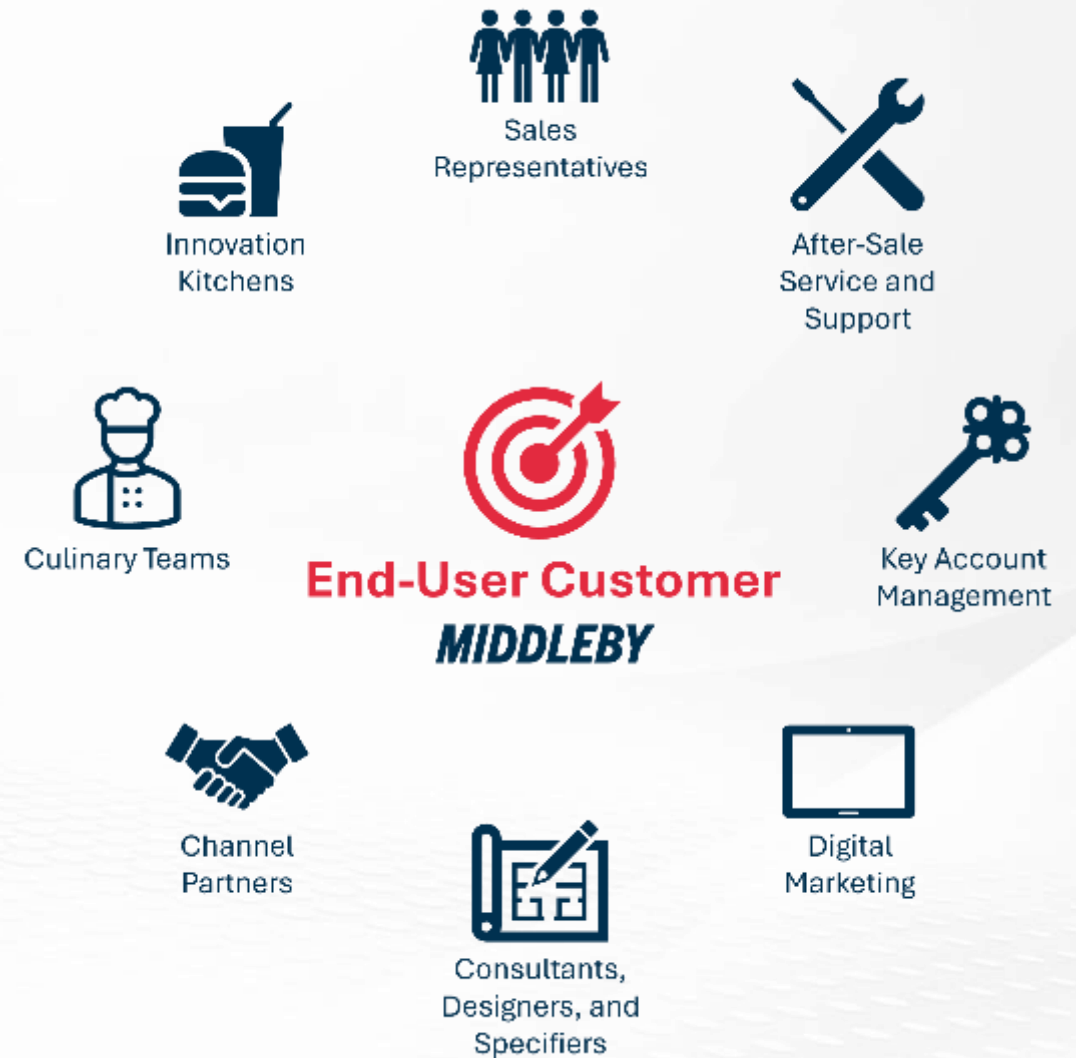 Sales
Representatives
Innovation
Kitchens
After-Sale
Service and
Support
Culinary Teams
End-User Customer
MIDDLEBY
Key Account
Management
Channel
Partners
Digital
Marketing
Consultants,
Designers, and
Specifiers